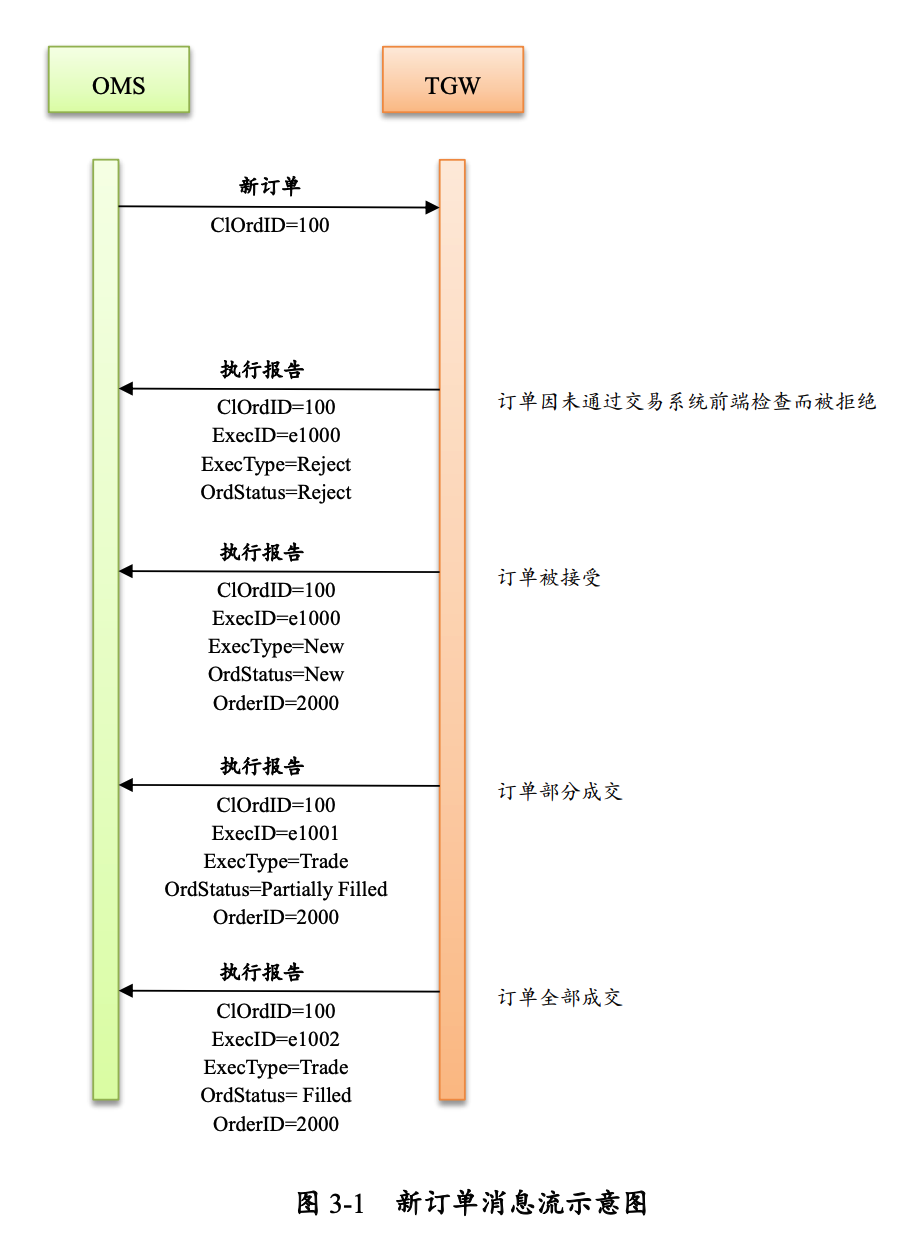 OMS
TGW
新订单
ClOrdID=100
执行报告
订单因未通过交易系统前端检查而被拒绝
ClOrdID=100
ExecID=e1000
ExecType=Reject
OrdStatus=Reject
执行报告
订单被接受
ClOrdID=100
ExecID=e1000
ExecType=New
OrdStatus=New
OrderID=2000
执行报告
订单部分成交
ClOrdID=100
ExecID=e1001
ExecType=Trade
OrdStatus=Partially Filled
OrderID=2000
执行报告
订单全部成交
ClOrdID=100
ExecID=e1002
ExecType=Trade
OrdStatus= Filled
OrderID=2000
图 3-1 新订单消息流示意图